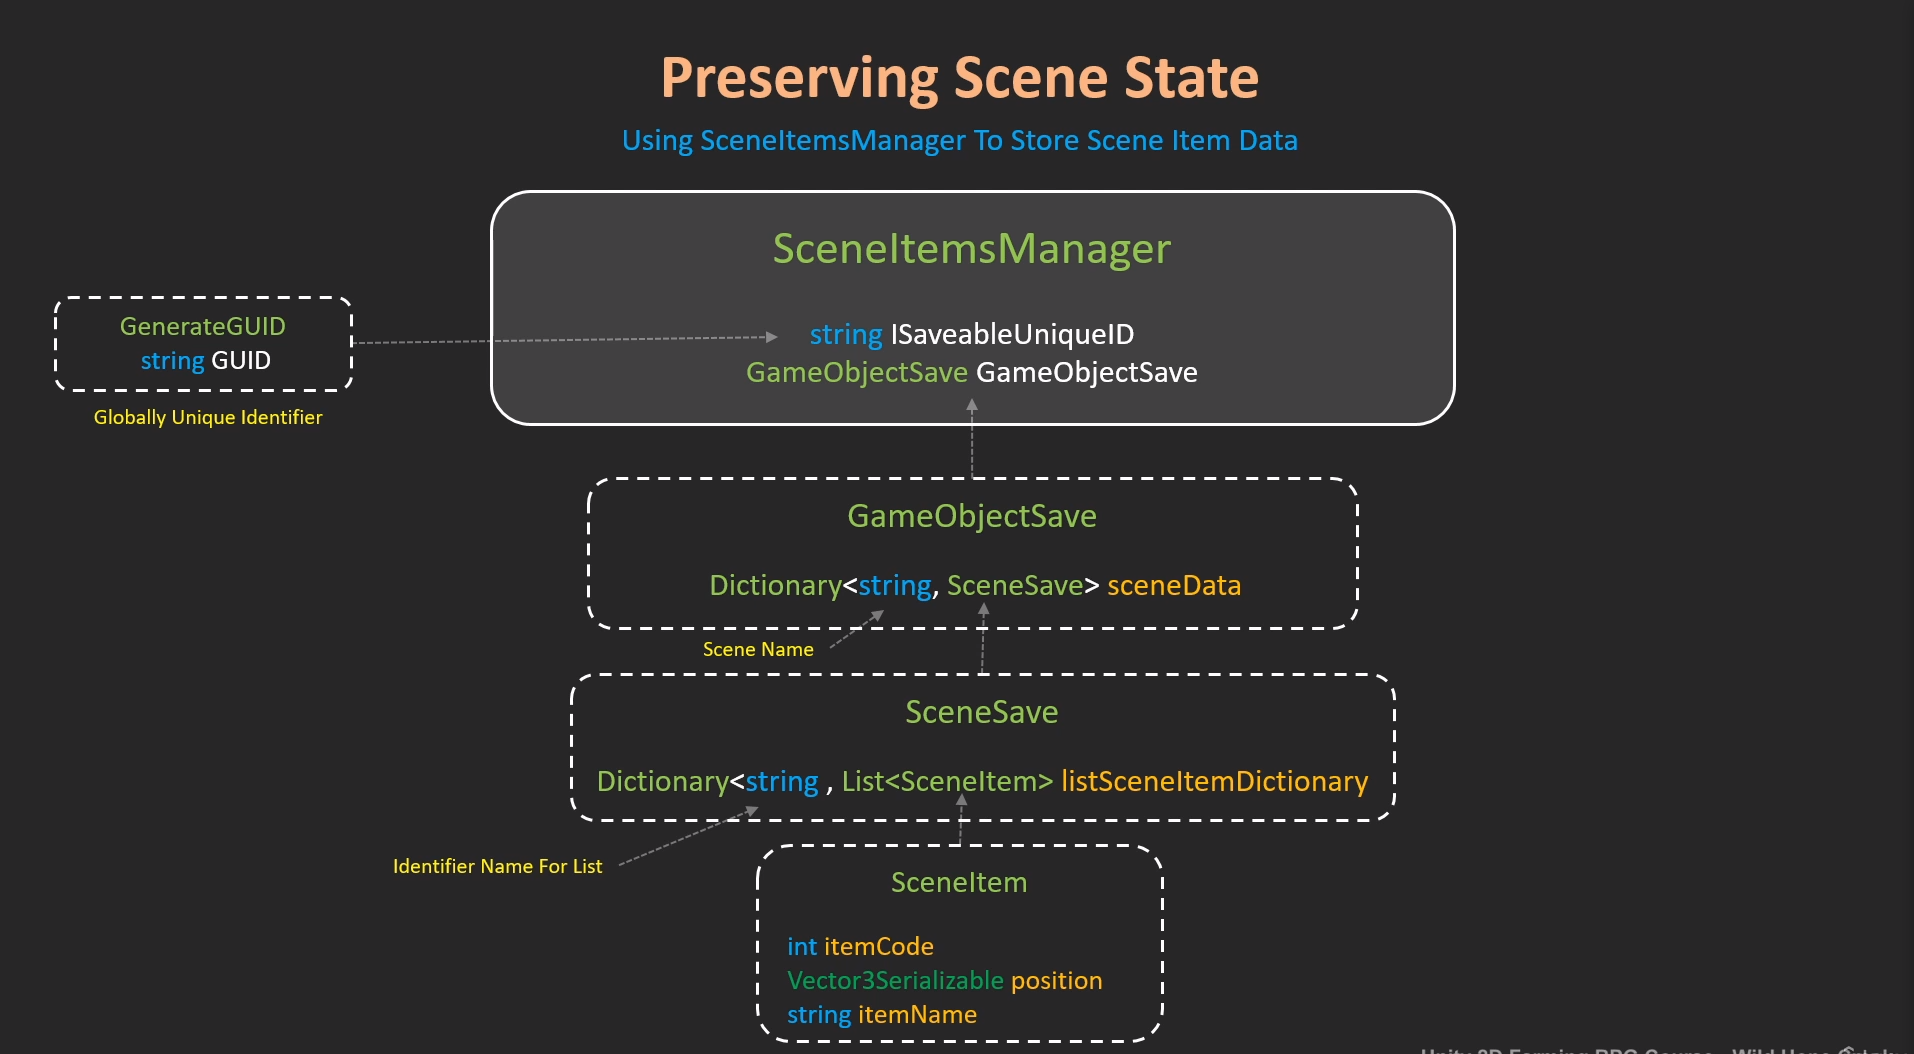 Preserving Scene State
Using SceneItemsManager To Store Scene Item Data
SceneItemsManager
string ISaveableUniqueID
GameObjectSave GameObjectSave
GenerateGUID
string GUID
Globally Unique Identifier
GameObjectSave
Dictionary<string, SceneSave> sceneData
Scene Name
SceneSave
Dictionary<string , List<SceneItem> listSceneItemDictionary
Identifier Name For List
SceneItem
int itemCode
Vector3Serializable position
string itemName